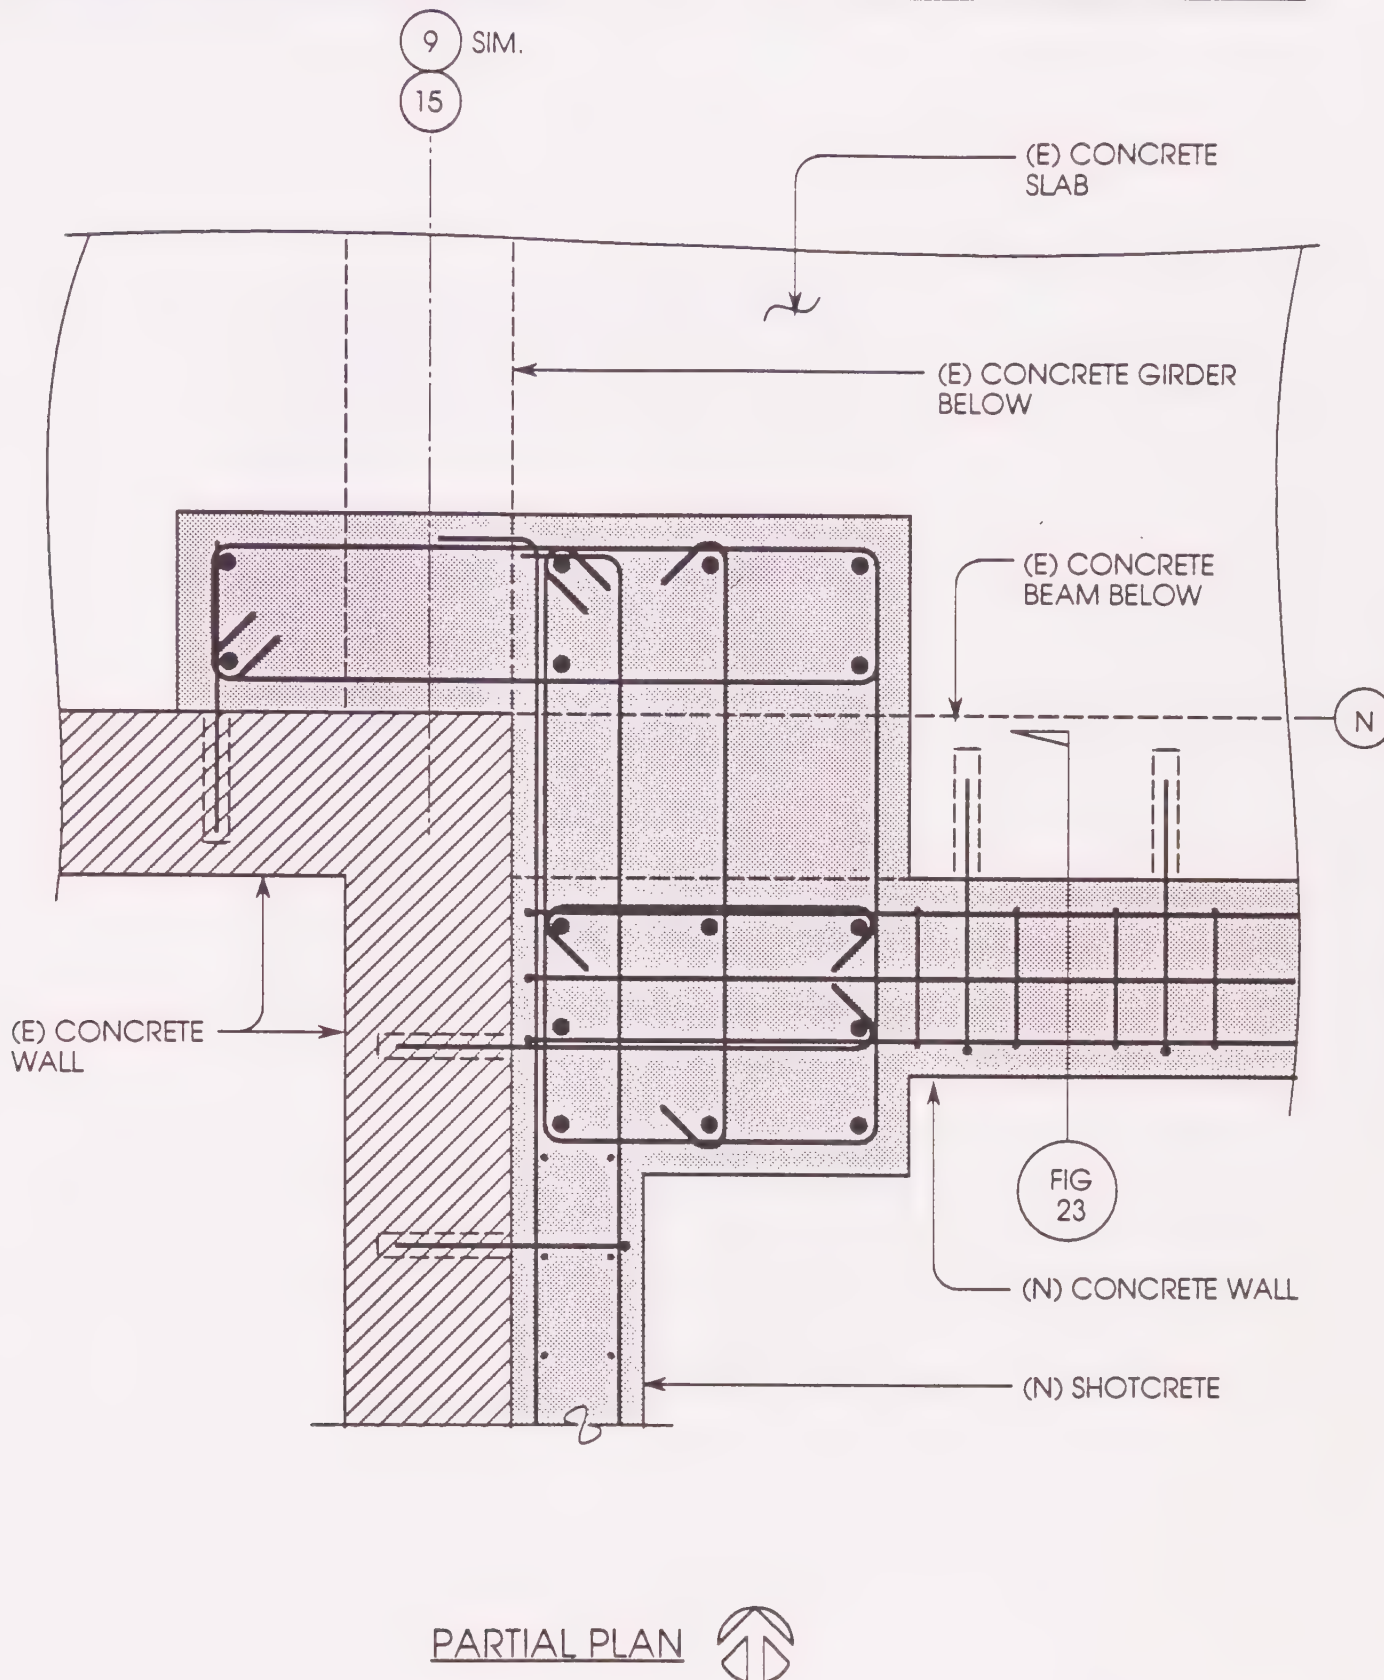 9 SIM.
15
(E) CONCRETE
SLAB
(E) CONCRETE GIRDER
BELOW
(E) CONCRETE
BEAM BELOW
N
(E) CONCRETE
WALL
FIG
23
(N) CONCRETE WALL
(N) SHOTCRETE
PARTIAL PLAN